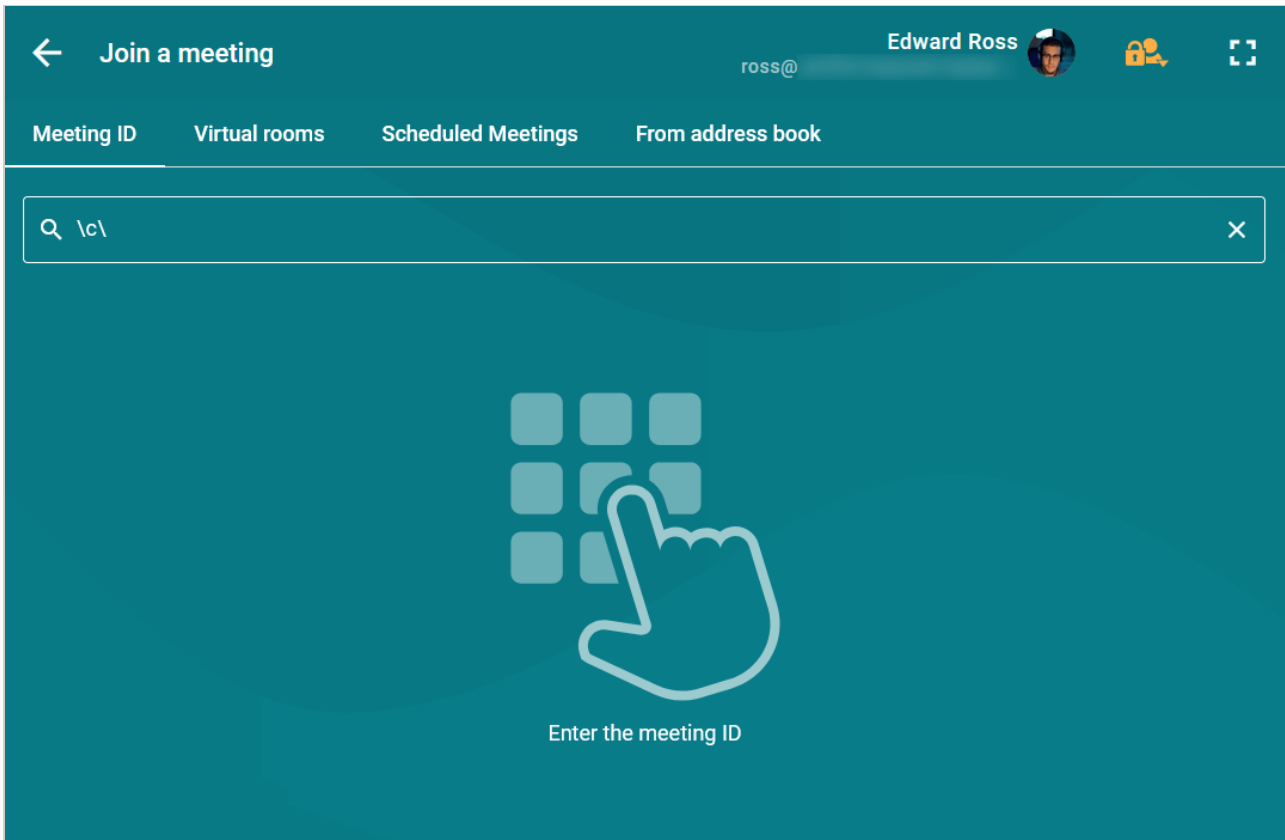 Join a meeting
Edward Ross
ross@
Meeting ID
Virtual rooms
Scheduled Meetings
From address book
\c\
Enter the meeting ID